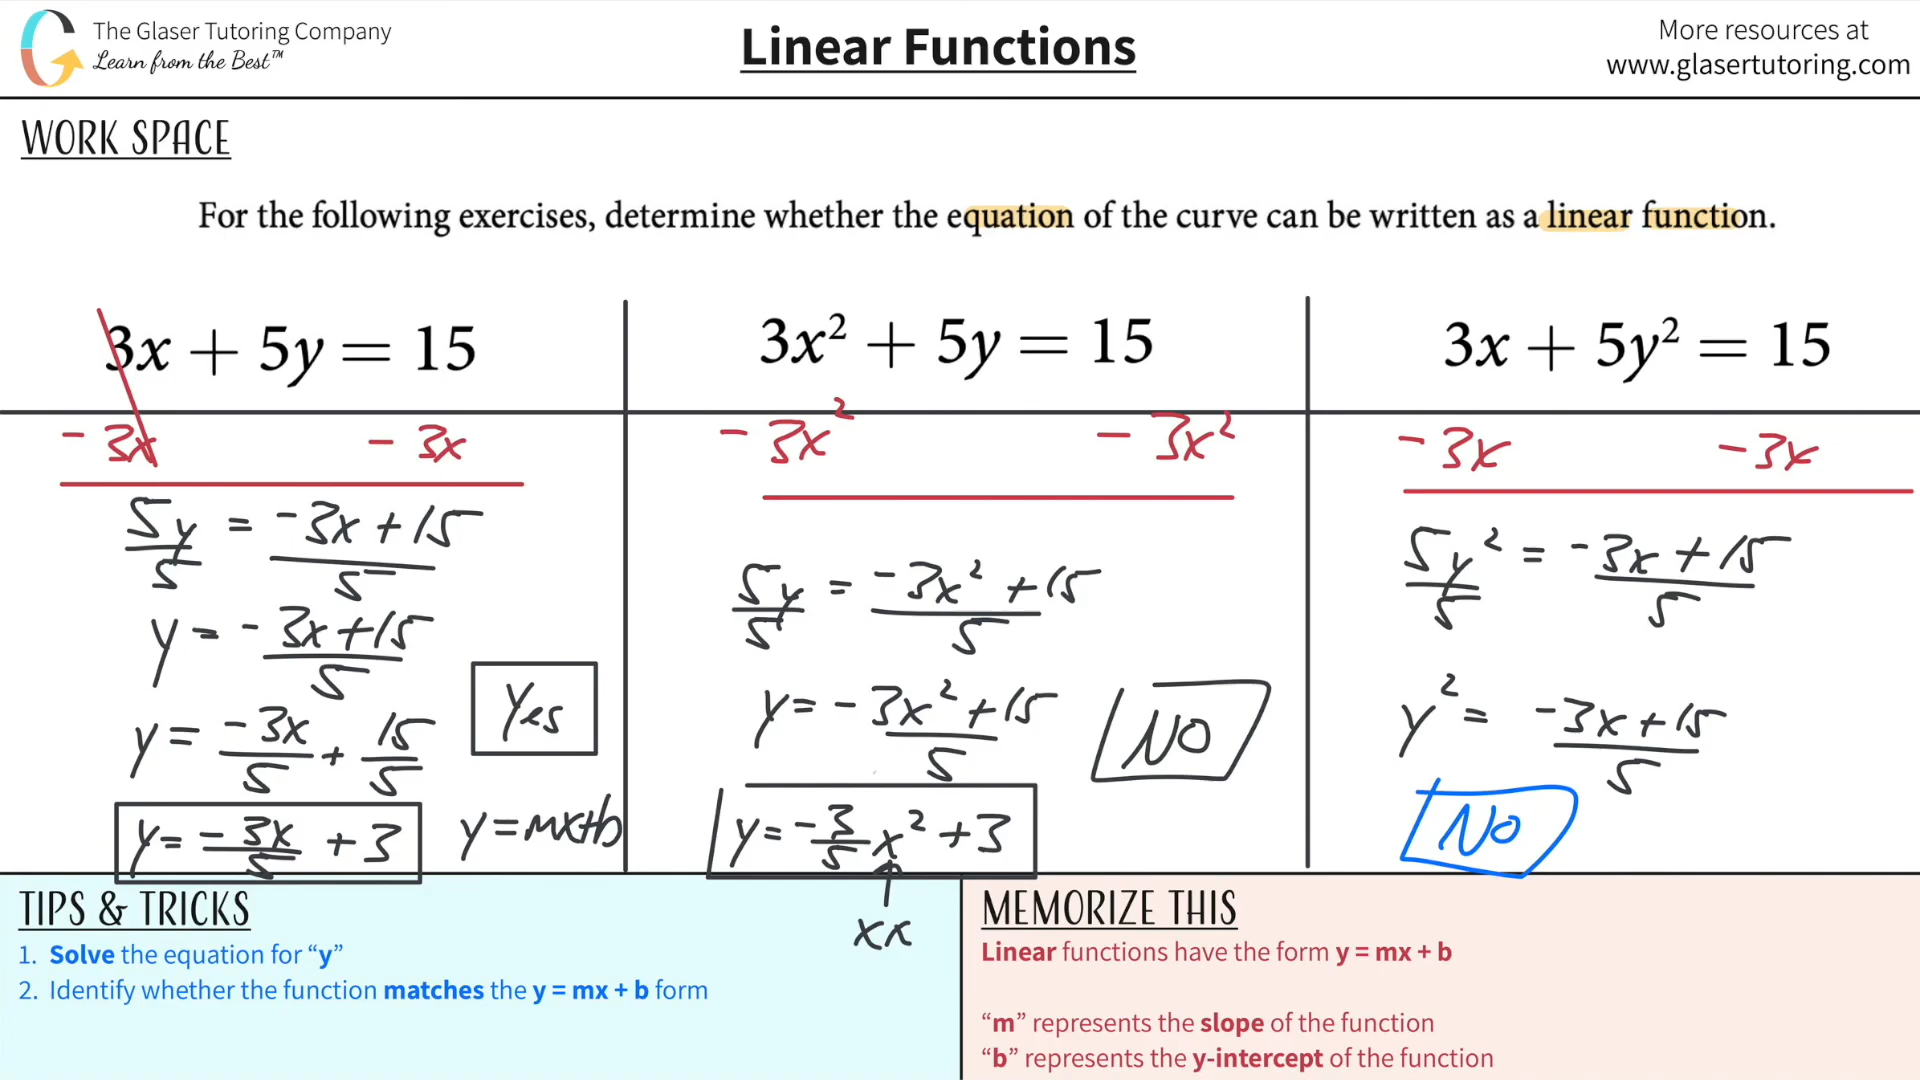 The Glaser Tutoring Company
Learn from the Best™
Linear Functions
More resources at
www.glasertutoring.com
WORK SPACE
For the following exercises, determine whether the equation of the curve can be written as a linear function.
3x + 5y = 15
- 3x - 3x
5y/5 = -3x + 15/5
y = -3x+15/5
y = -3x/5 + 15/5
Yes
y = -3x/5 + 3
y = mx+b
3x² + 5y = 15
- 3x² - 3x²
5y/5 = -3x² + 15/5
y = -3x² + 15/5
NO
y = -3/5 x² + 3
xx
3x + 5y² = 15
- 3x - 3x
5y²/5 = -3x + 15/5
y² = -3x + 15/5
NO
TIPS & TRICKS
1. Solve the equation for “y”
2. Identify whether the function matches the y = mx + b form
MEMORIZE THIS
Linear functions have the form y = mx + b
“m” represents the slope of the function
“b” represents the y-intercept of the function